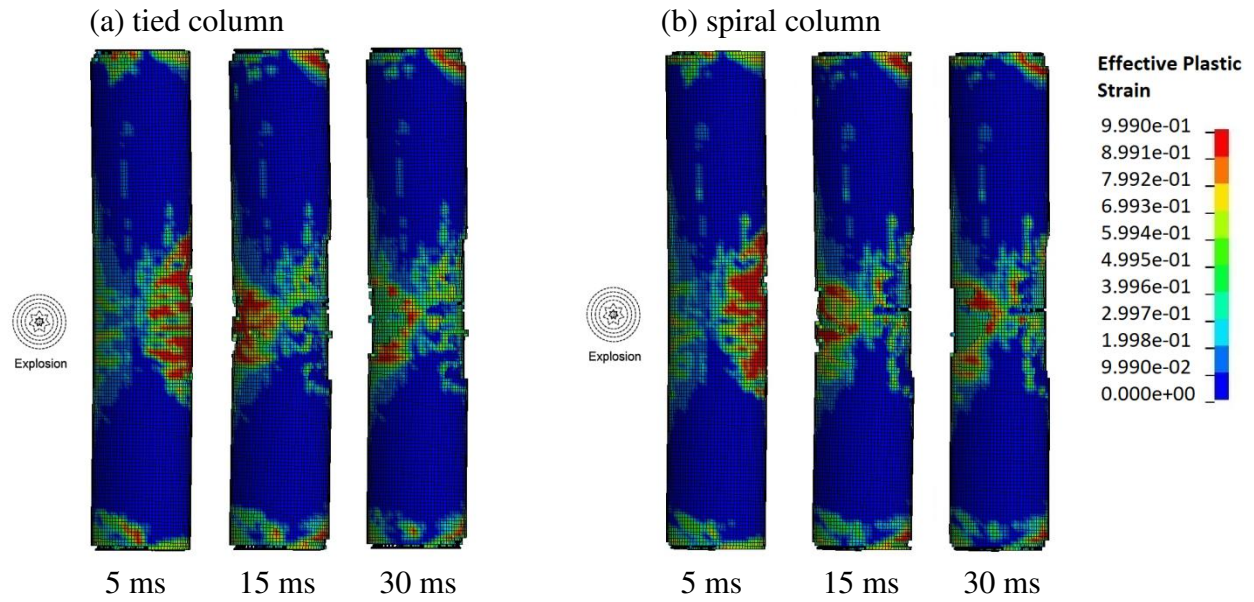 (a) tied column
(b) spiral column
Effective Plastic
Strain
9.990e-01
8.991e-01
7.992e-01
6.993e-01
5.994e-01
4.995e-01
3.996e-01
2.997e-01
1.998e-01
9.990e-02
0.000e+00
Explosion
Explosion
5 ms
15 ms
30 ms
5 ms
15 ms
30 ms